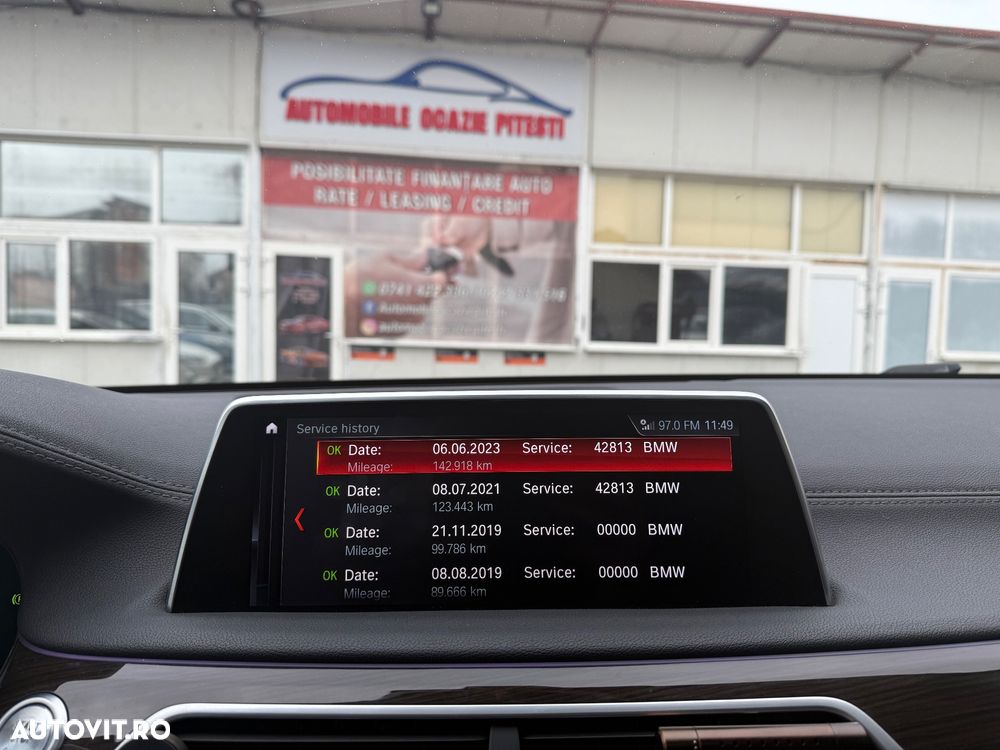 AUTOMOBILE OCAZIE PITESTI
POSIBILITATE FINANTARE AUTO
RATE / LEASING / CREDIT
Service history
97.0 FM 11:49
OK Date: 06.06.2023 Service: 42813 BMW
Mileage: 142.918 km
OK Date: 08.07.2021 Service: 42813 BMW
Mileage: 123.443 km
OK Date: 21.11.2019 Service: 00000 BMW
Mileage: 99.786 km
OK Date: 08.08.2019 Service: 00000 BMW
Mileage: 89.666 km
AUTOVIT.RO